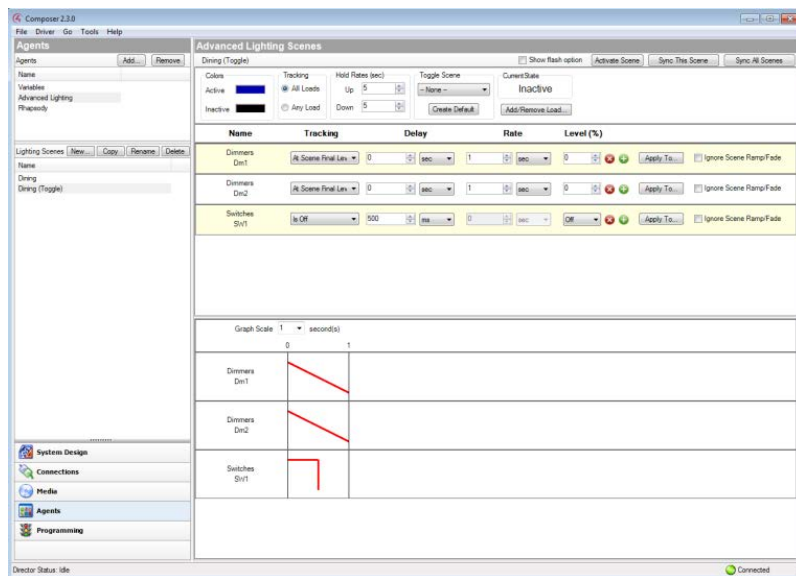 Composer 2.3.0
File Driver Go Tools Help
Agents
Agents Add... Remove
Name
Variables
Advanced Lighting
Rhapsody
Lighting Scenes New... Copy Rename Delete
Name
Dining
Dining (Toggle)
System Design
Connections
Media
Agents
Programming
Advanced Lighting Scenes
Dining (Toggle) Show flash option Activate Scene Sync This Scene Sync All Scenes
Colors Tracking Hold Rates (sec) Toggle Scene Current State
Active All Loads Up 5 -- None -- Inactive
Inactive Any Load Down 5 Create Default Add/Remove Load...
Name Tracking Delay Rate Level (%)
Dimmers
Dm1 At Scene Final Lev 0 sec 1 sec 0 Apply To... Ignore Scene Ramp/Fade
Dimmers
Dm2 At Scene Final Lev 0 sec 1 sec 0 Apply To... Ignore Scene Ramp/Fade
Switches
SW1 Is Off 500 ms 0 sec Off Apply To... Ignore Scene Ramp/Fade
Graph Scale 1 second(s)
0 1
Dimmers
Dm1
Dimmers
Dm2
Switches
SW1
Director Status: Idle Connected